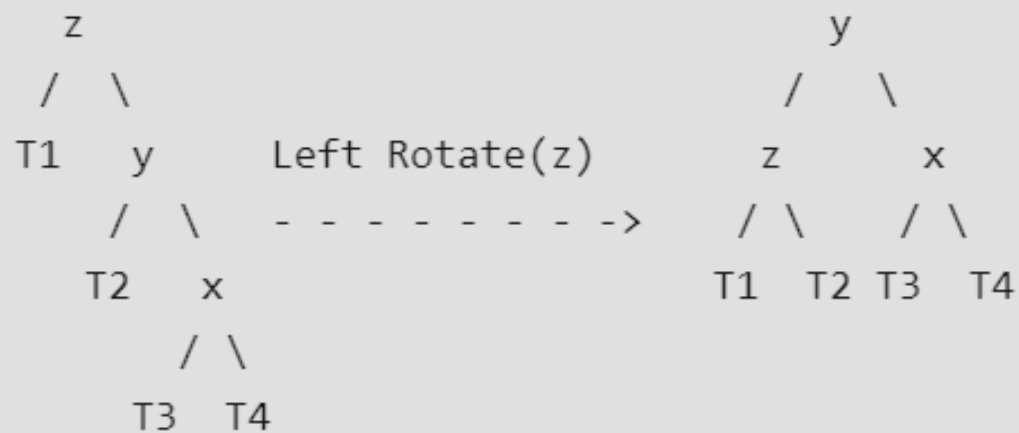 z                                y
   / \                             /   \
 T1   y     Left Rotate(z)       z      x
     /  \   - - - - - - - ->    / \    / \
    T2   x                     T1  T2 T3  T4
        / \
      T3  T4